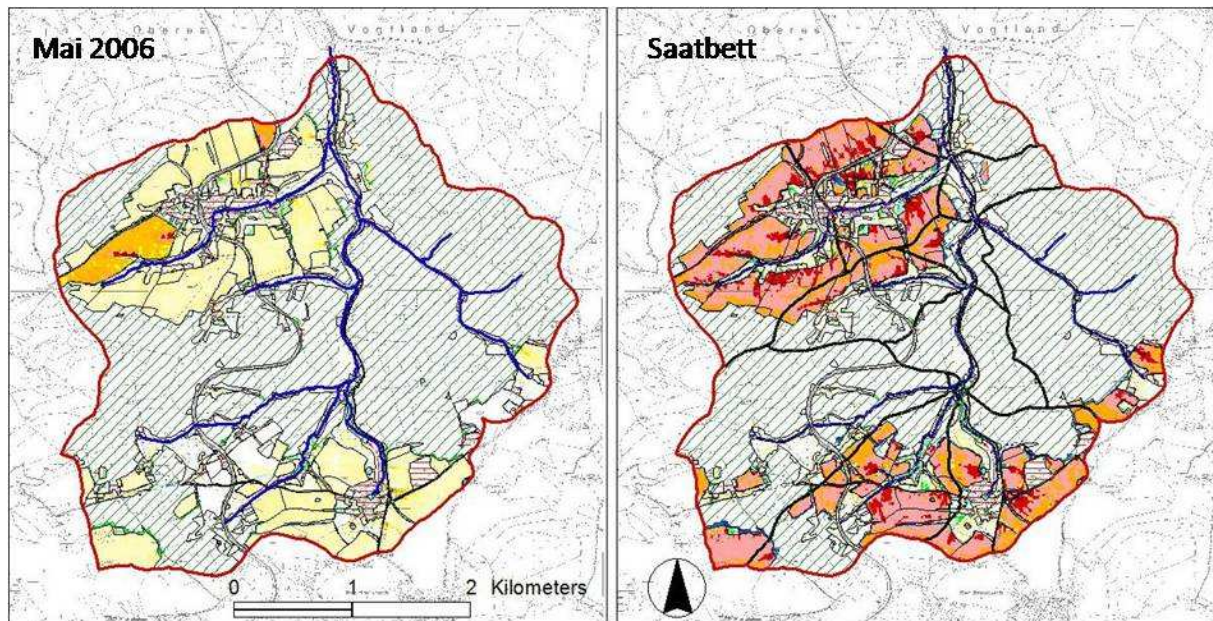 Mai 2006
Oberes Vogtland
0 1 2 Kilometers
Saatbett
Oberes Vogtland